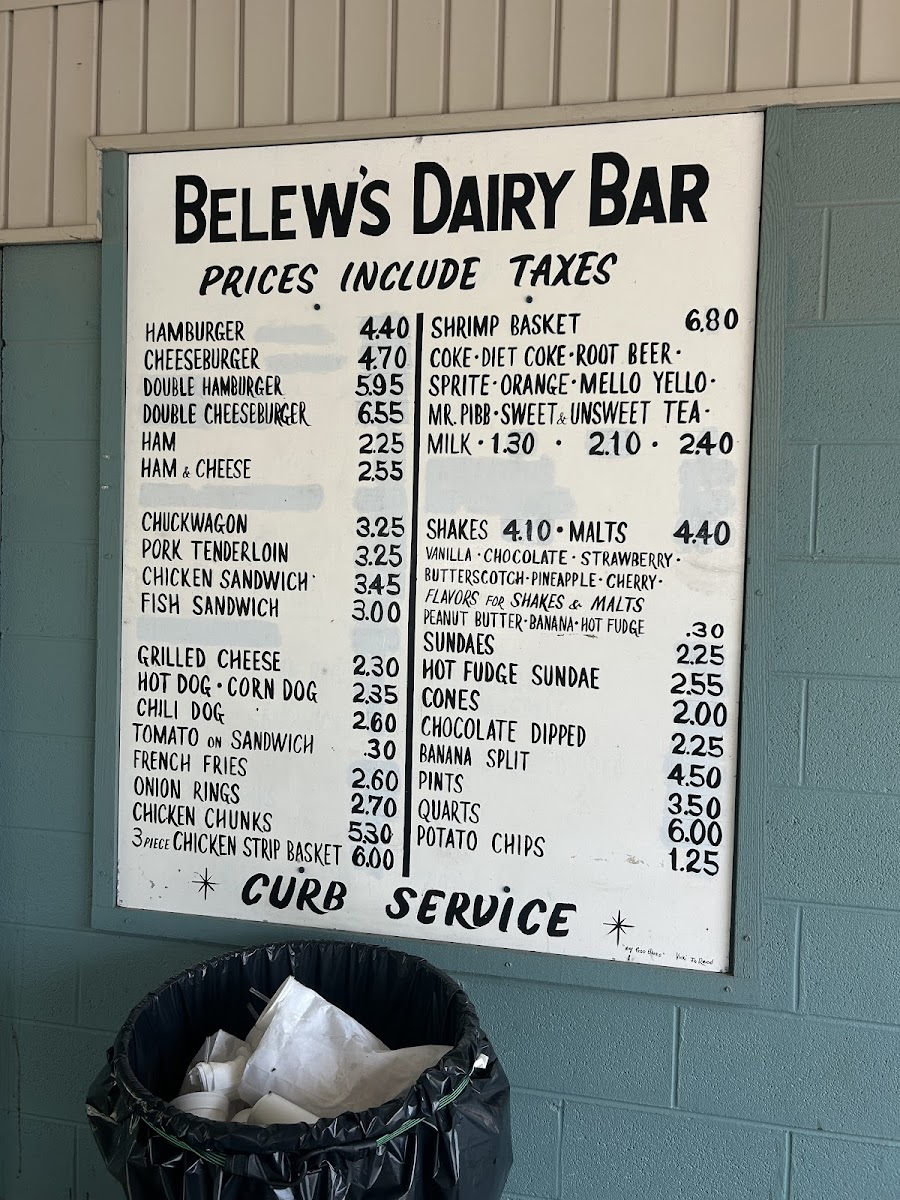 BELEW'S DAIRY BAR
PRICES INCLUDE TAXES
HAMBURGER 4.40
CHEESEBURGER 4.70
DOUBLE HAMBURGER 5.95
DOUBLE CHEESEBURGER 6.55
HAM 2.25
HAM & CHEESE 2.55
CHUCKWAGON 3.25
PORK TENDERLOIN 3.25
CHICKEN SANDWICH 3.45
FISH SANDWICH 3.00
GRILLED CHEESE 2.30
HOT DOG · CORN DOG 2.35
CHILI DOG 2.60
TOMATO ON SANDWICH .30
FRENCH FRIES 2.60
ONION RINGS 2.70
CHICKEN CHUNKS 5.30
3 PIECE CHICKEN STRIP BASKET 6.00
SHRIMP BASKET 6.80
COKE · DIET COKE · ROOT BEER ·
SPRITE · ORANGE · MELLO YELLO ·
MR. PIBB · SWEET & UNSWEET TEA ·
MILK · 1.30 · 2.10 · 2.40
SHAKES 4.10 · MALTS 4.40
VANILLA · CHOCOLATE · STRAWBERRY ·
BUTTERSCOTCH · PINEAPPLE · CHERRY ·
FLAVORS FOR SHAKES & MALTS
PEANUT BUTTER · BANANA · HOT FUDGE .30
SUNDAES 2.25
HOT FUDGE SUNDAE 2.55
CONES 2.00
CHOCOLATE DIPPED 2.25
BANANA SPLIT 4.50
PINTS 3.50
QUARTS 6.00
POTATO CHIPS 1.25
CURB SERVICE